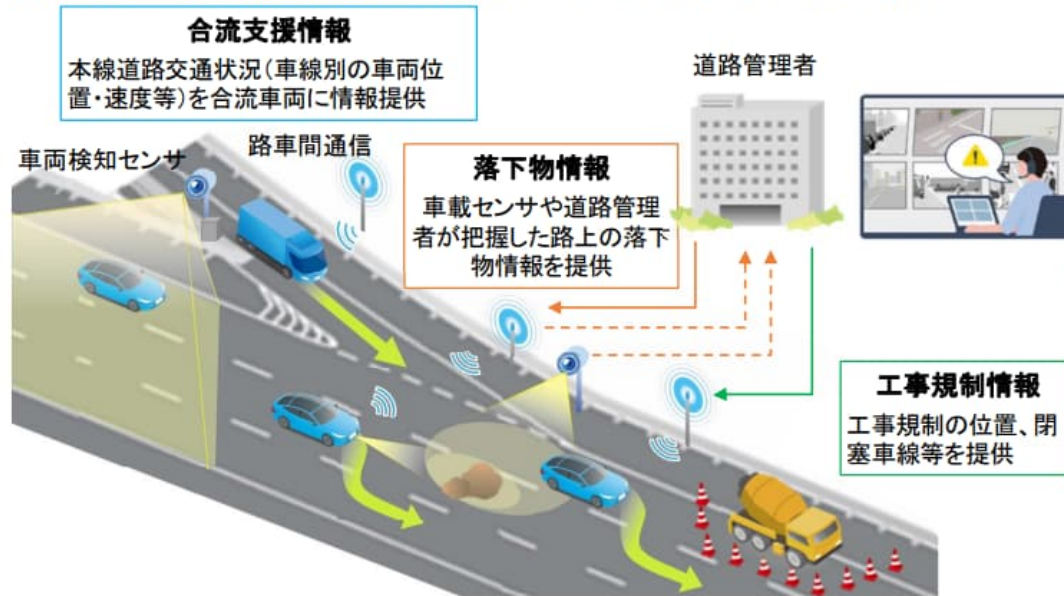 合流支援情報
本線道路交通状況（車線別の車両位
置・速度等）を合流車両に情報提供
道路管理者
車両検知センサ
路車間通信
落下物情報
車載センサや道路管理
者が把握した路上の落下
物情報を提供
工事規制情報
工事規制の位置、閉
塞車線等を提供